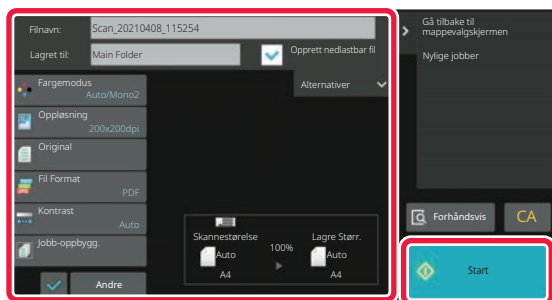 Filnavn:
Scan_20210408_115254
Lagret til:
Main Folder
Opprett nedlastbar fil
Alternativer
Fargemodus
Auto/Mono2
Oppløsning
200x200dpi
Original
Fil Format
PDF
Kontrast
Auto
Jobb-oppbygg.
Andre
Skannestørelse
Auto
A4
100%
Lagre Størr.
Auto
A4
Gå tilbake til
mappevalgskjermen
Nylige jobber
Forhåndsvis
CA
Start